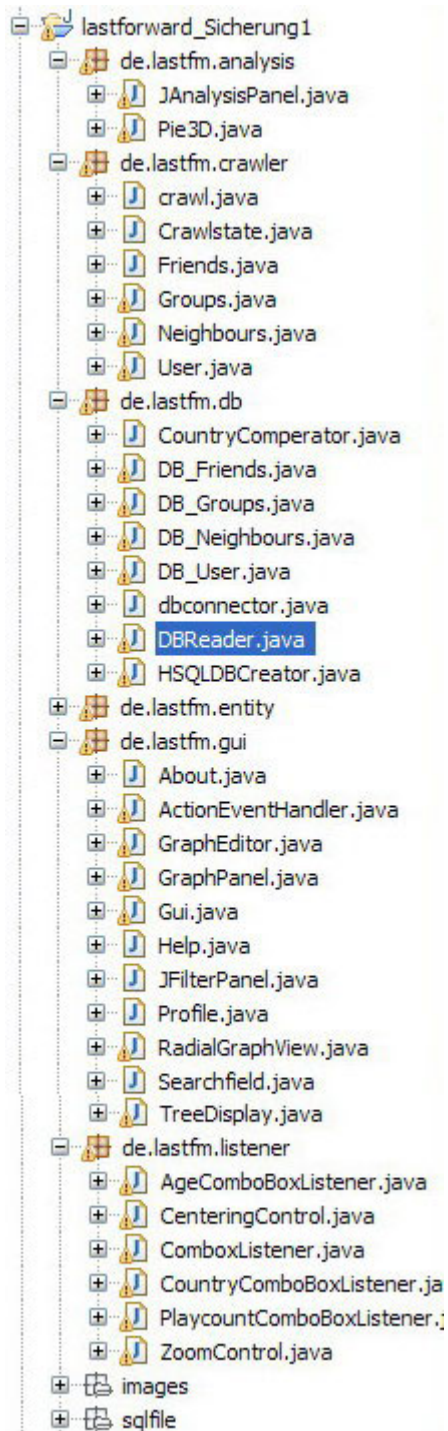 lastforward_Sicherung1
de.lastfm.analysis
JAnalysisPanel.java
Pie3D.java
de.lastfm.crawler
crawl.java
Crawlstate.java
Friends.java
Groups.java
Neighbours.java
User.java
de.lastfm.db
CountryComperator.java
DB_Friends.java
DB_Groups.java
DB_Neighbours.java
DB_User.java
dbconnector.java
DBReader.java
HSQLDBCreator.java
de.lastfm.entity
de.lastfm.gui
About.java
ActionEventHandler.java
GraphEditor.java
GraphPanel.java
Gui.java
Help.java
JFilterPanel.java
Profile.java
RadialGraphView.java
Searchfield.java
TreeDisplay.java
de.lastfm.listener
AgeComboBoxListener.java
CenteringControl.java
ComboxListener.java
CountryComboBoxListener.ja
PlaycountComboBoxListener.j
ZoomControl.java
images
sqlfile